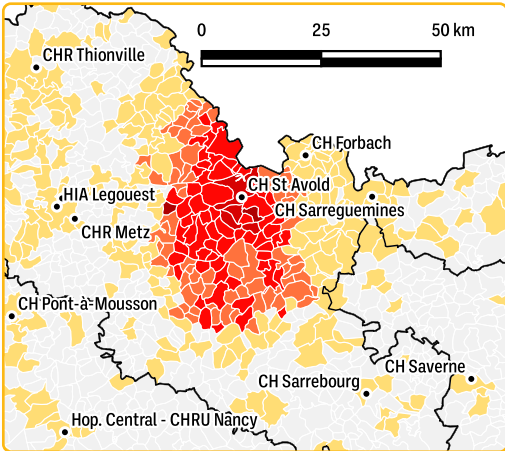 0 25 50 km
CHR Thionville
CH Forbach
CH St Avold
HIA Legouest
CH Sarreguemines
CHR Metz
CH Pont-à-Mousson
CH Saverne
CH Sarrebourg
Hop. Central - CHRU Nancy